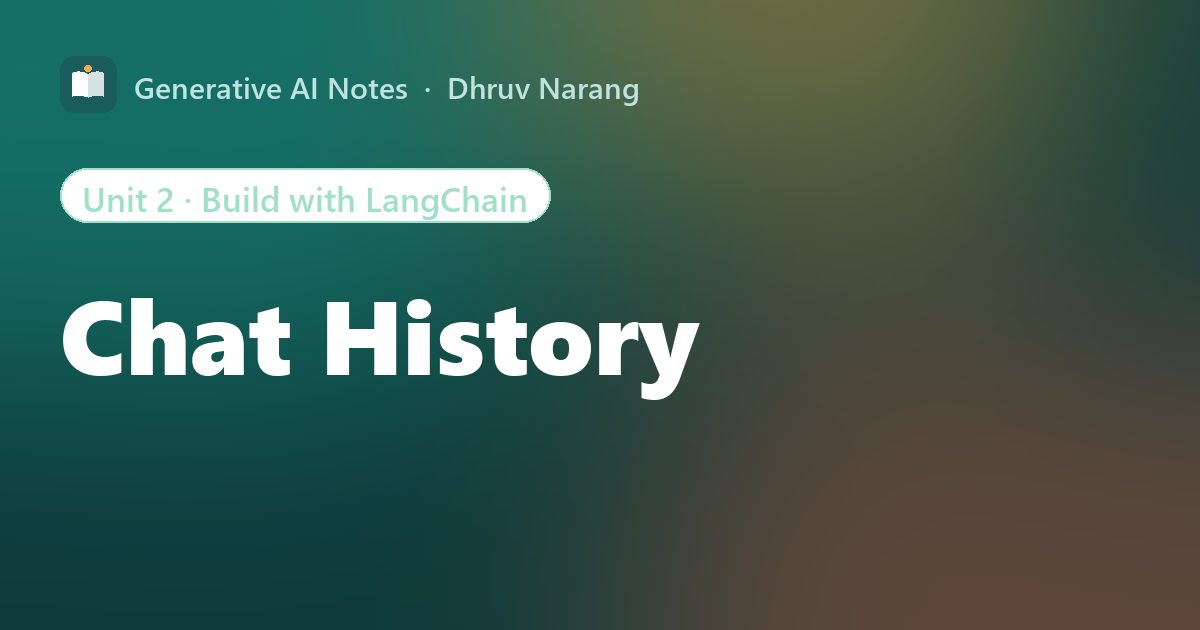 Generative AI Notes · Dhruv Narang
Unit 2 · Build with LangChain
Chat History